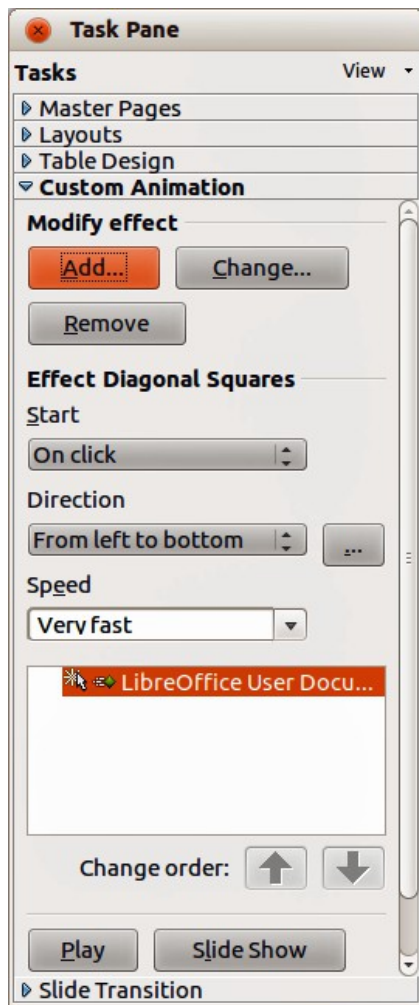 Task Pane
Tasks View
Master Pages
Layouts
Table Design
Custom Animation
Modify effect
Add... Change...
Remove
Effect Diagonal Squares
Start
On click
Direction
From left to bottom ...
Speed
Very fast
LibreOffice User Docu...
Change order:
Play Slide Show
Slide Transition